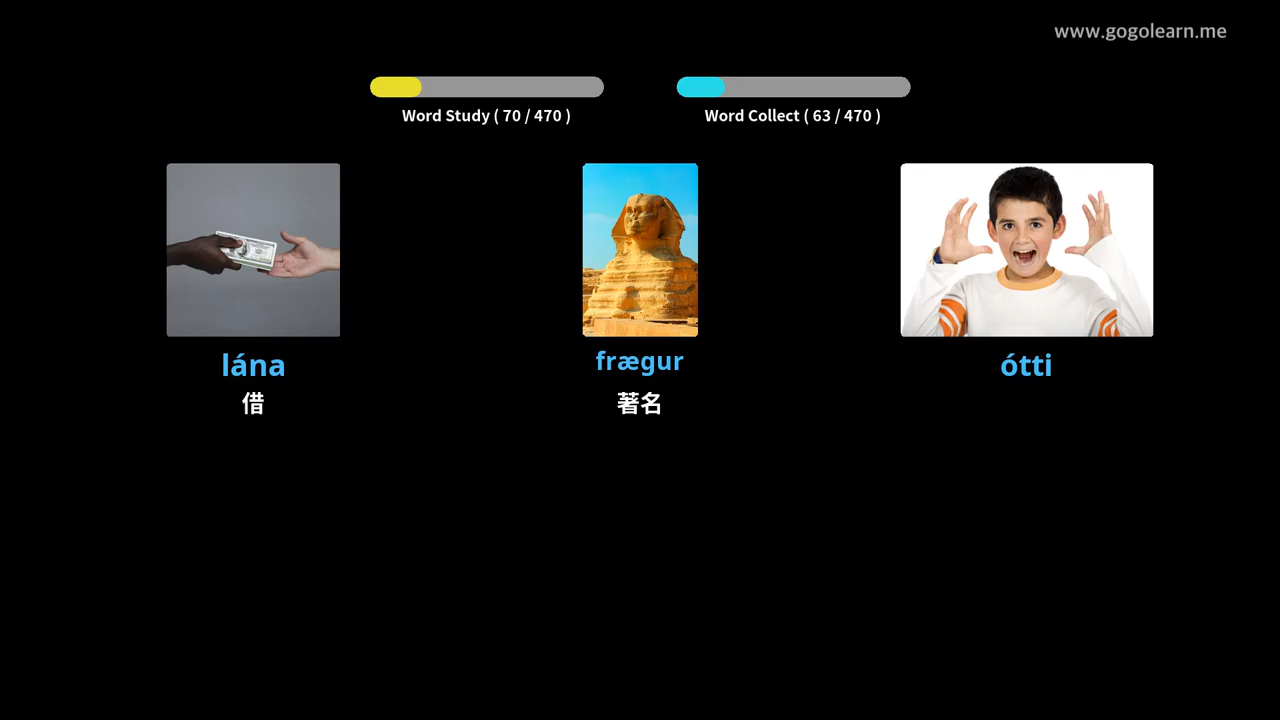 www.gogolearn.me
Word Study ( 70 / 470 )
Word Collect ( 63 / 470 )
lána
frægur
ótti
借
著名